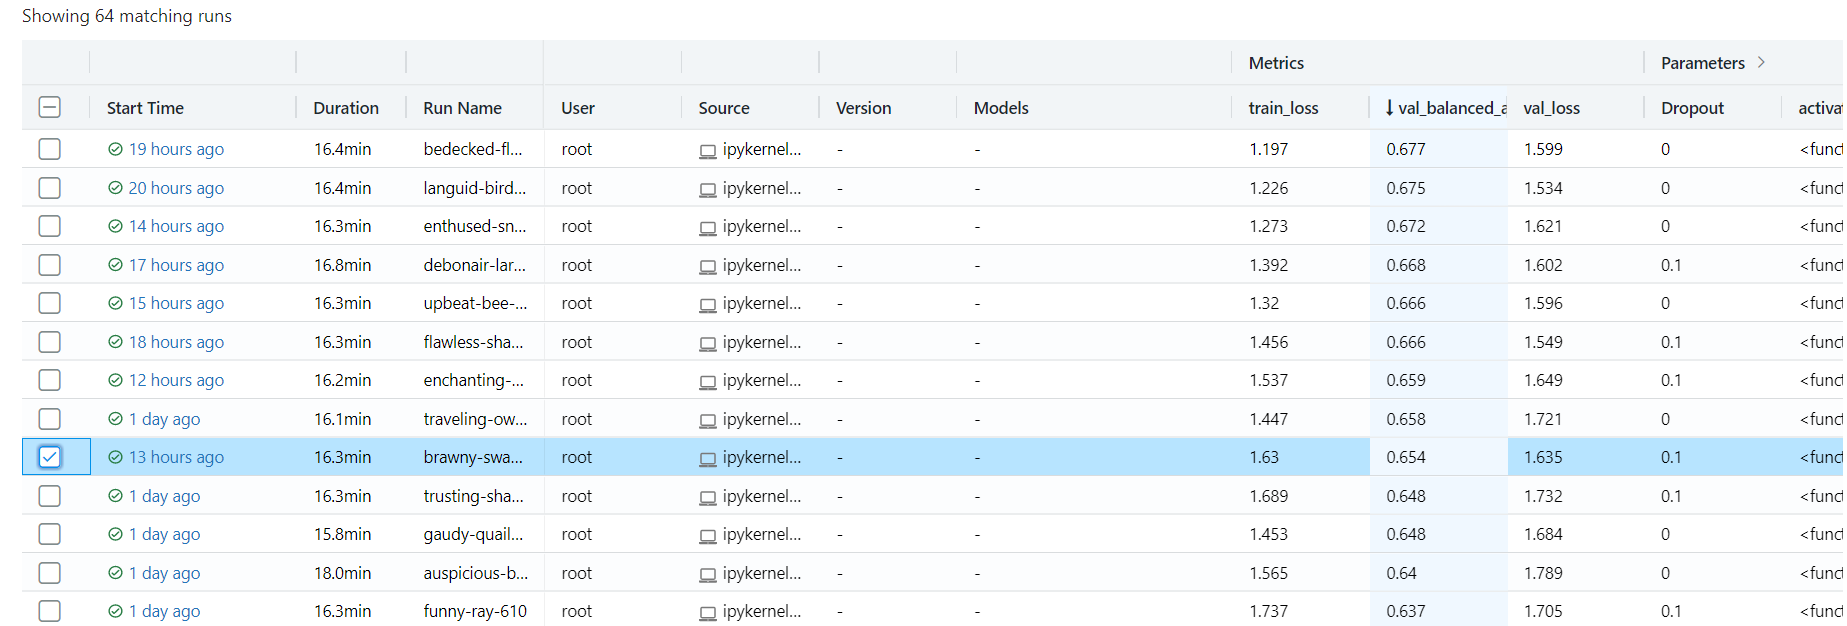 Showing 64 matching runs
Metrics Parameters
Start Time Duration Run Name User Source Version Models train_loss val_balanced_a val_loss Dropout activa
19 hours ago 16.4min bedecked-fl... root ipykernel... - - 1.197 0.677 1.599 0 <func
20 hours ago 16.4min languid-bird... root ipykernel... - - 1.226 0.675 1.534 0 <func
14 hours ago 16.3min enthused-sn... root ipykernel... - - 1.273 0.672 1.621 0 <func
17 hours ago 16.8min debonair-lar... root ipykernel... - - 1.392 0.668 1.602 0.1 <func
15 hours ago 16.3min upbeat-bee-... root ipykernel... - - 1.32 0.666 1.596 0 <func
18 hours ago 16.3min flawless-sha... root ipykernel... - - 1.456 0.666 1.549 0.1 <func
12 hours ago 16.2min enchanting-... root ipykernel... - - 1.537 0.659 1.649 0.1 <func
1 day ago 16.1min traveling-ow... root ipykernel... - - 1.447 0.658 1.721 0 <func
13 hours ago 16.3min brawny-swa... root ipykernel... - - 1.63 0.654 1.635 0.1 <func
1 day ago 16.3min trusting-sha... root ipykernel... - - 1.689 0.648 1.732 0.1 <func
1 day ago 15.8min gaudy-quail... root ipykernel... - - 1.453 0.648 1.684 0 <func
1 day ago 18.0min auspicious-b... root ipykernel... - - 1.565 0.64 1.789 0 <func
1 day ago 16.3min funny-ray-610 root ipykernel... - - 1.737 0.637 1.705 0.1 <func